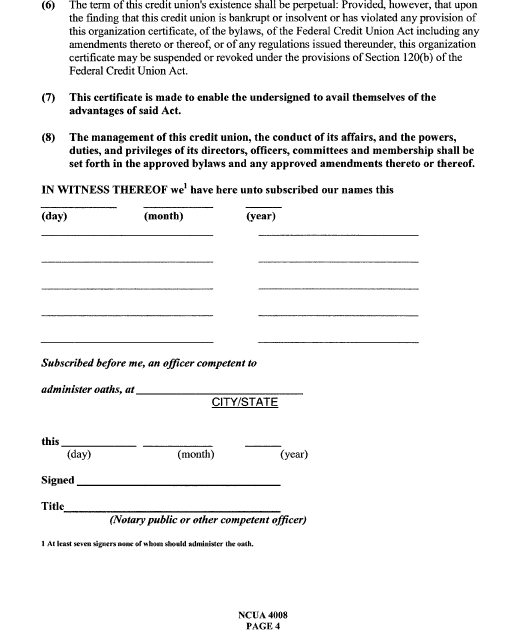 (6) The term of this credit union's existence shall be perpetual: Provided, however, that upon
the finding that this credit union is bankrupt or insolvent or has violated any provision of
this organization certificate, of the bylaws, of the Federal Credit Union Act including any
amendments thereto or thereof, or of any regulations issued thereunder, this organization
certificate may be suspended or revoked under the provisions of Section 120(b) of the
Federal Credit Union Act.
(7) This certificate is made to enable the undersigned to avail themselves of the
advantages of said Act.
(8) The management of this credit union, the conduct of its affairs, and the powers,
duties, and privileges of its directors, officers, committees and membership shall be
set forth in the approved bylaws and any approved amendments thereto or thereof.
IN WITNESS THEREOF we¹ have here unto subscribed our names this
(day) (month) (year)
Subscribed before me, an officer competent to
administer oaths, at
CITY/STATE
this
(day) (month) (year)
Signed
Title
(Notary public or other competent officer)
1 At least seven signers none of whom should administer the oath.
NCUA 4008
PAGE 4